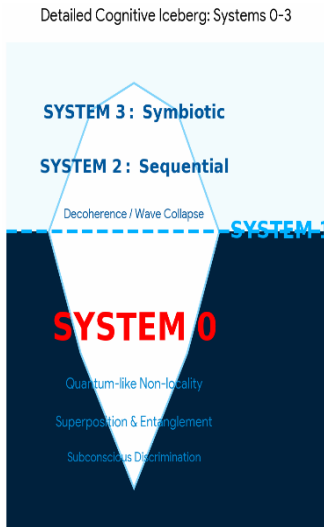 Detailed Cognitive Iceberg: Systems 0-3
SYSTEM 3: Symbiotic
SYSTEM 2: Sequential
Decoherence / Wave Collapse
SYSTEM
SYSTEM 0
Quantum-like Non-locality
Superposition & Entanglement
Subconscious Discrimination